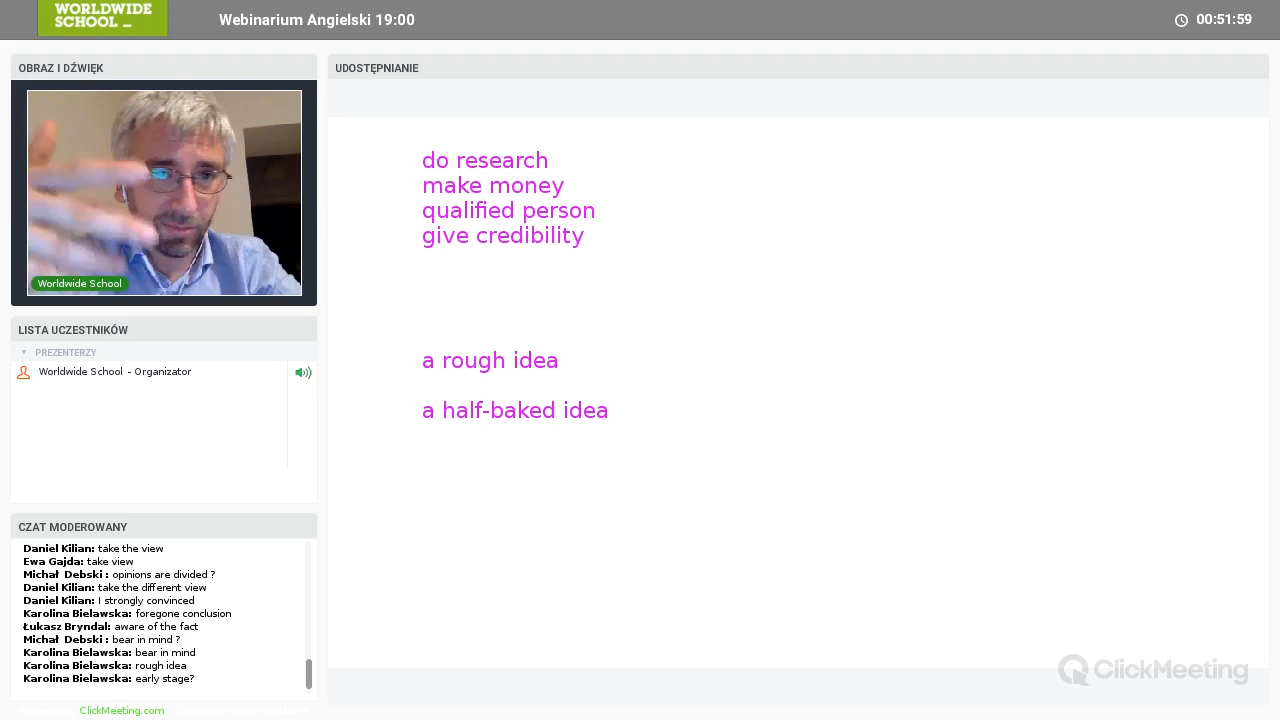 WORLDWIDE
SCHOOL
Webinarium Angielski 19:00
00:51:59
OBRAZ I DŹWIĘK
Worldwide School
LISTA UCZESTNIKÓW
PREZENTERZY
Worldwide School - Organizator
CZAT MODEROWANY
Daniel Kilian: take the view
Ewa Gajda: take view
Michał Debski : opinions are divided ?
Daniel Kilian: take the different view
Daniel Kilian: I strongly convinced
Karolina Bielawska: foregone conclusion
Łukasz Bryndal: aware of the fact
Michał Debski : bear in mind ?
Karolina Bielawska: bear in mind
Karolina Bielawska: rough idea
Karolina Bielawska: early stage?
ClickMeeting.com
UDOSTĘPNIANIE
do research
make money
qualified person
give credibility
a rough idea
a half-baked idea
ClickMeeting